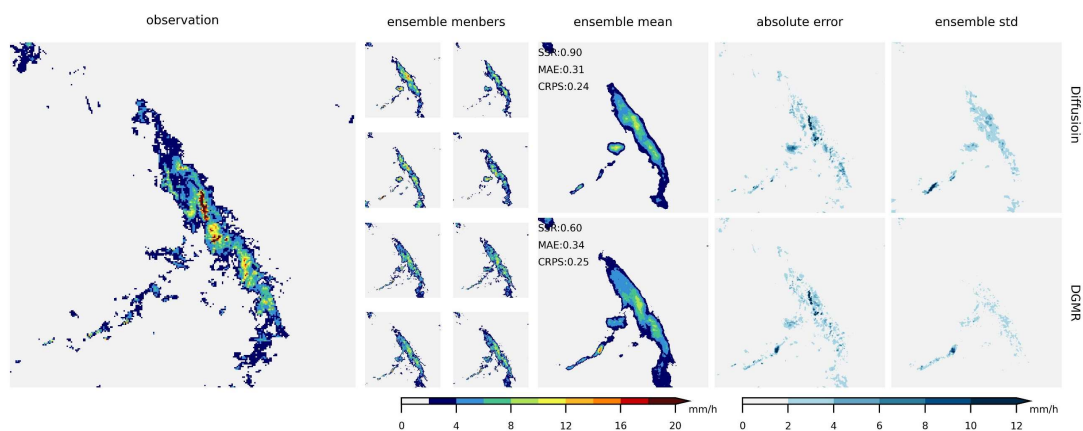 observation
ensemble menbers
ensemble mean
absolute error
ensemble std
SSR:0.90
MAE:0.31
CRPS:0.24
Diffusioin
SSR:0.60
MAE:0.34
CRPS:0.25
DGMR
0 4 8 12 16 20 mm/h
0 2 4 6 8 10 12 mm/h